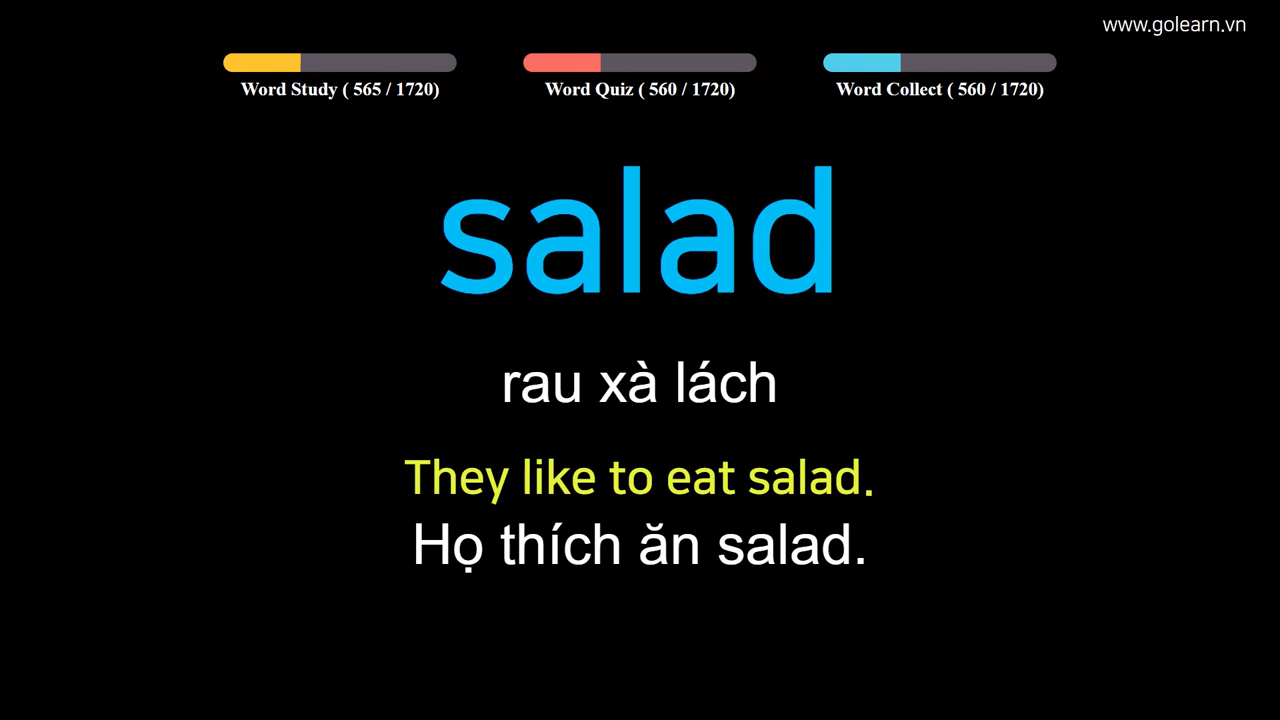 www.golearn.vn
Word Study ( 565 / 1720) Word Quiz ( 560 / 1720) Word Collect ( 560 / 1720)
salad
rau xà lách
They like to eat salad.
Họ thích ăn salad.